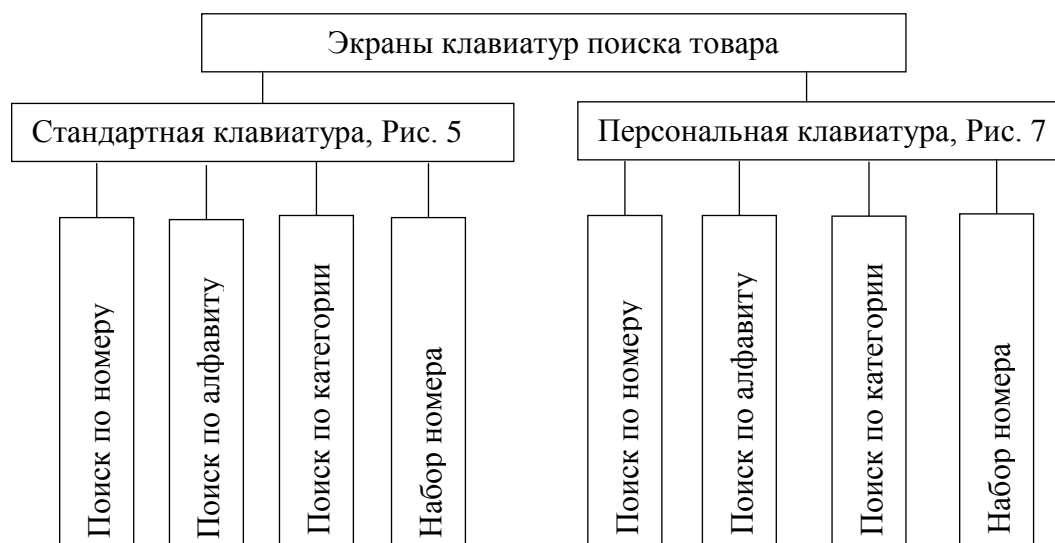 Экраны клавиатур поиска товара
Стандартная клавиатура, Рис. 5
Персональная клавиатура, Рис. 7
Поиск по номеру
Поиск по алфавиту
Поиск по категории
Набор номера
Поиск по номеру
Поиск по алфавиту
Поиск по категории
Набор номера